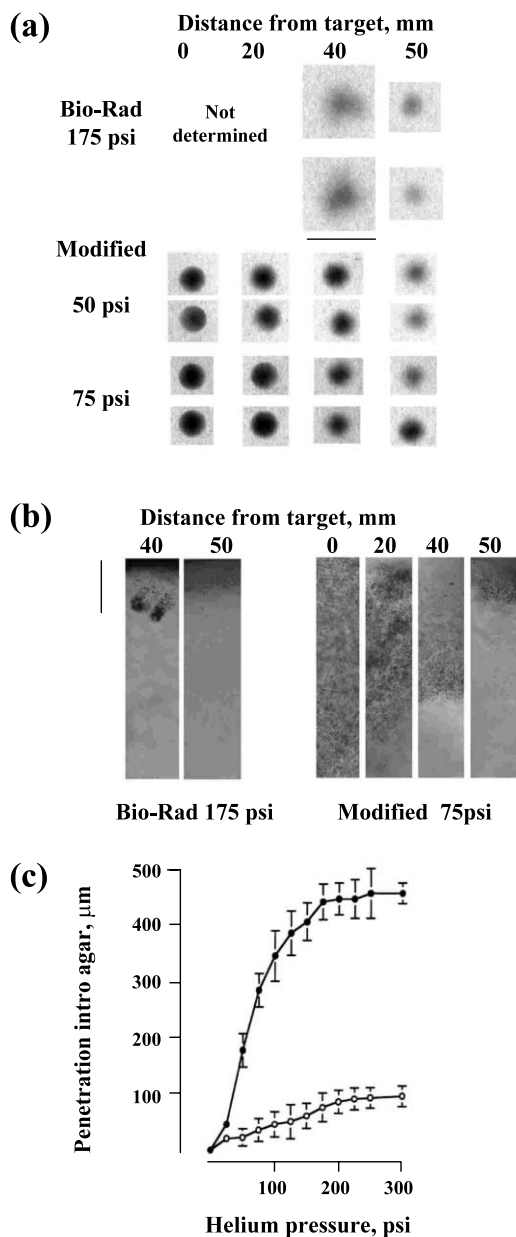 (a)
Distance from target, mm
0 20 40 50
Bio-Rad
175 psi
Not
determined
Modified
50 psi
75 psi
(b)
Distance from target, mm
40 50 0 20 40 50
Bio-Rad 175 psi Modified 75psi
(c)
Penetration intro agar, μm
500
400
300
200
100
100 200 300
Helium pressure, psi